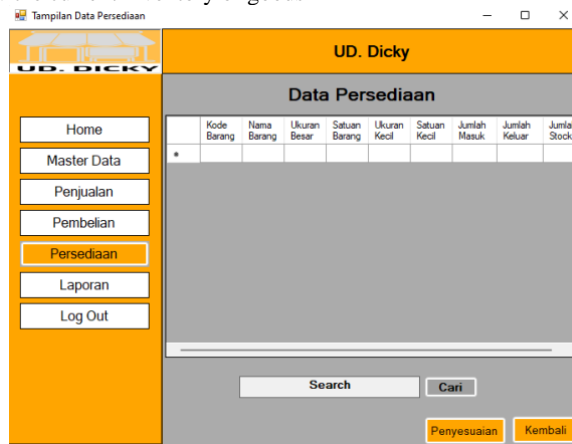 Tampilan Data Persediaan
UD. DICKY
UD. Dicky
Data Persediaan
Home
Master Data
Penjualan
Pembelian
Persediaan
Laporan
Log Out
Kode Barang
Nama Barang
Ukuran Besar
Satuan Barang
Ukuran Kecil
Satuan Kecil
Jumlah Masuk
Jumlah Keluar
Jumla Stock
Search
Cari
Penyesuaian
Kembali